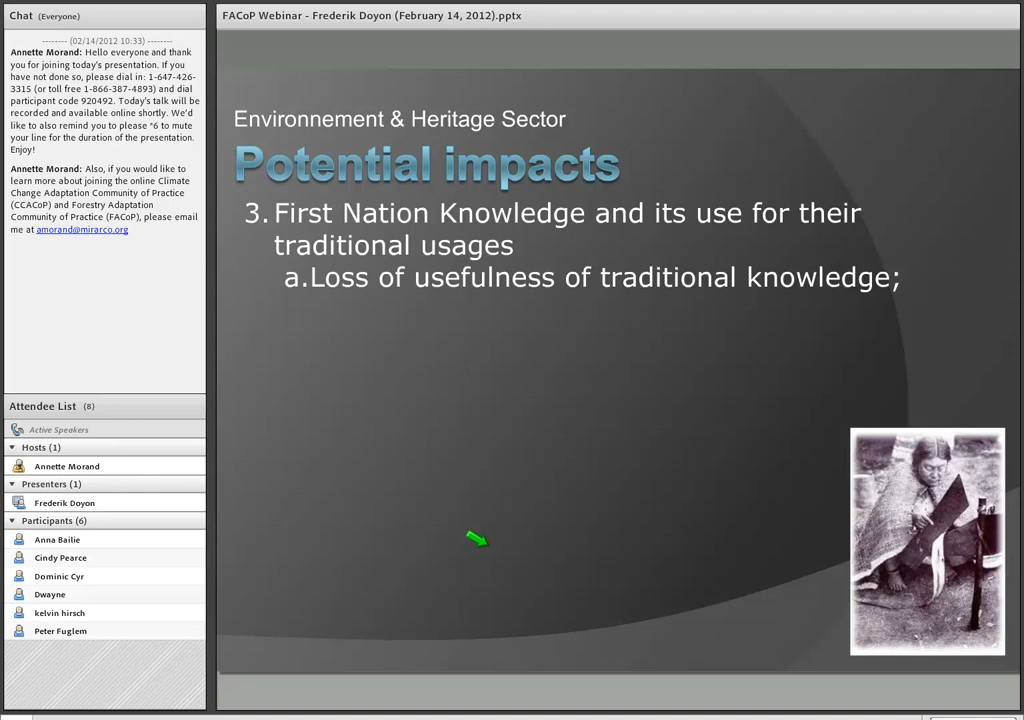 Chat (Everyone)
-------- (02/14/2012 10:33) --------
Annette Morand: Hello everyone and thank
you for joining today's presentation. If you
have not done so, please dial in: 1-647-426-
3315 (or toll free 1-866-387-4893) and dial
participant code 920492. Today's talk will be
recorded and available online shortly. We'd
like to also remind you to please *6 to mute
your line for the duration of the presentation.
Enjoy!
Annette Morand: Also, if you would like to
learn more about joining the online Climate
Change Adaptation Community of Practice
(CCACoP) and Forestry Adaptation
Community of Practice (FACoP), please email
me at amorand@mirarco.org
Attendee List (8)
Active Speakers
Hosts (1)
Annette Morand
Presenters (1)
Frederik Doyon
Participants (6)
Anna Bailie
Cindy Pearce
Dominic Cyr
Dwayne
kelvin hirsch
Peter Fuglem
FACoP Webinar - Frederik Doyon (February 14, 2012).pptx
Environnement & Heritage Sector
Potential impacts
3. First Nation Knowledge and its use for their
traditional usages
a.Loss of usefulness of traditional knowledge;